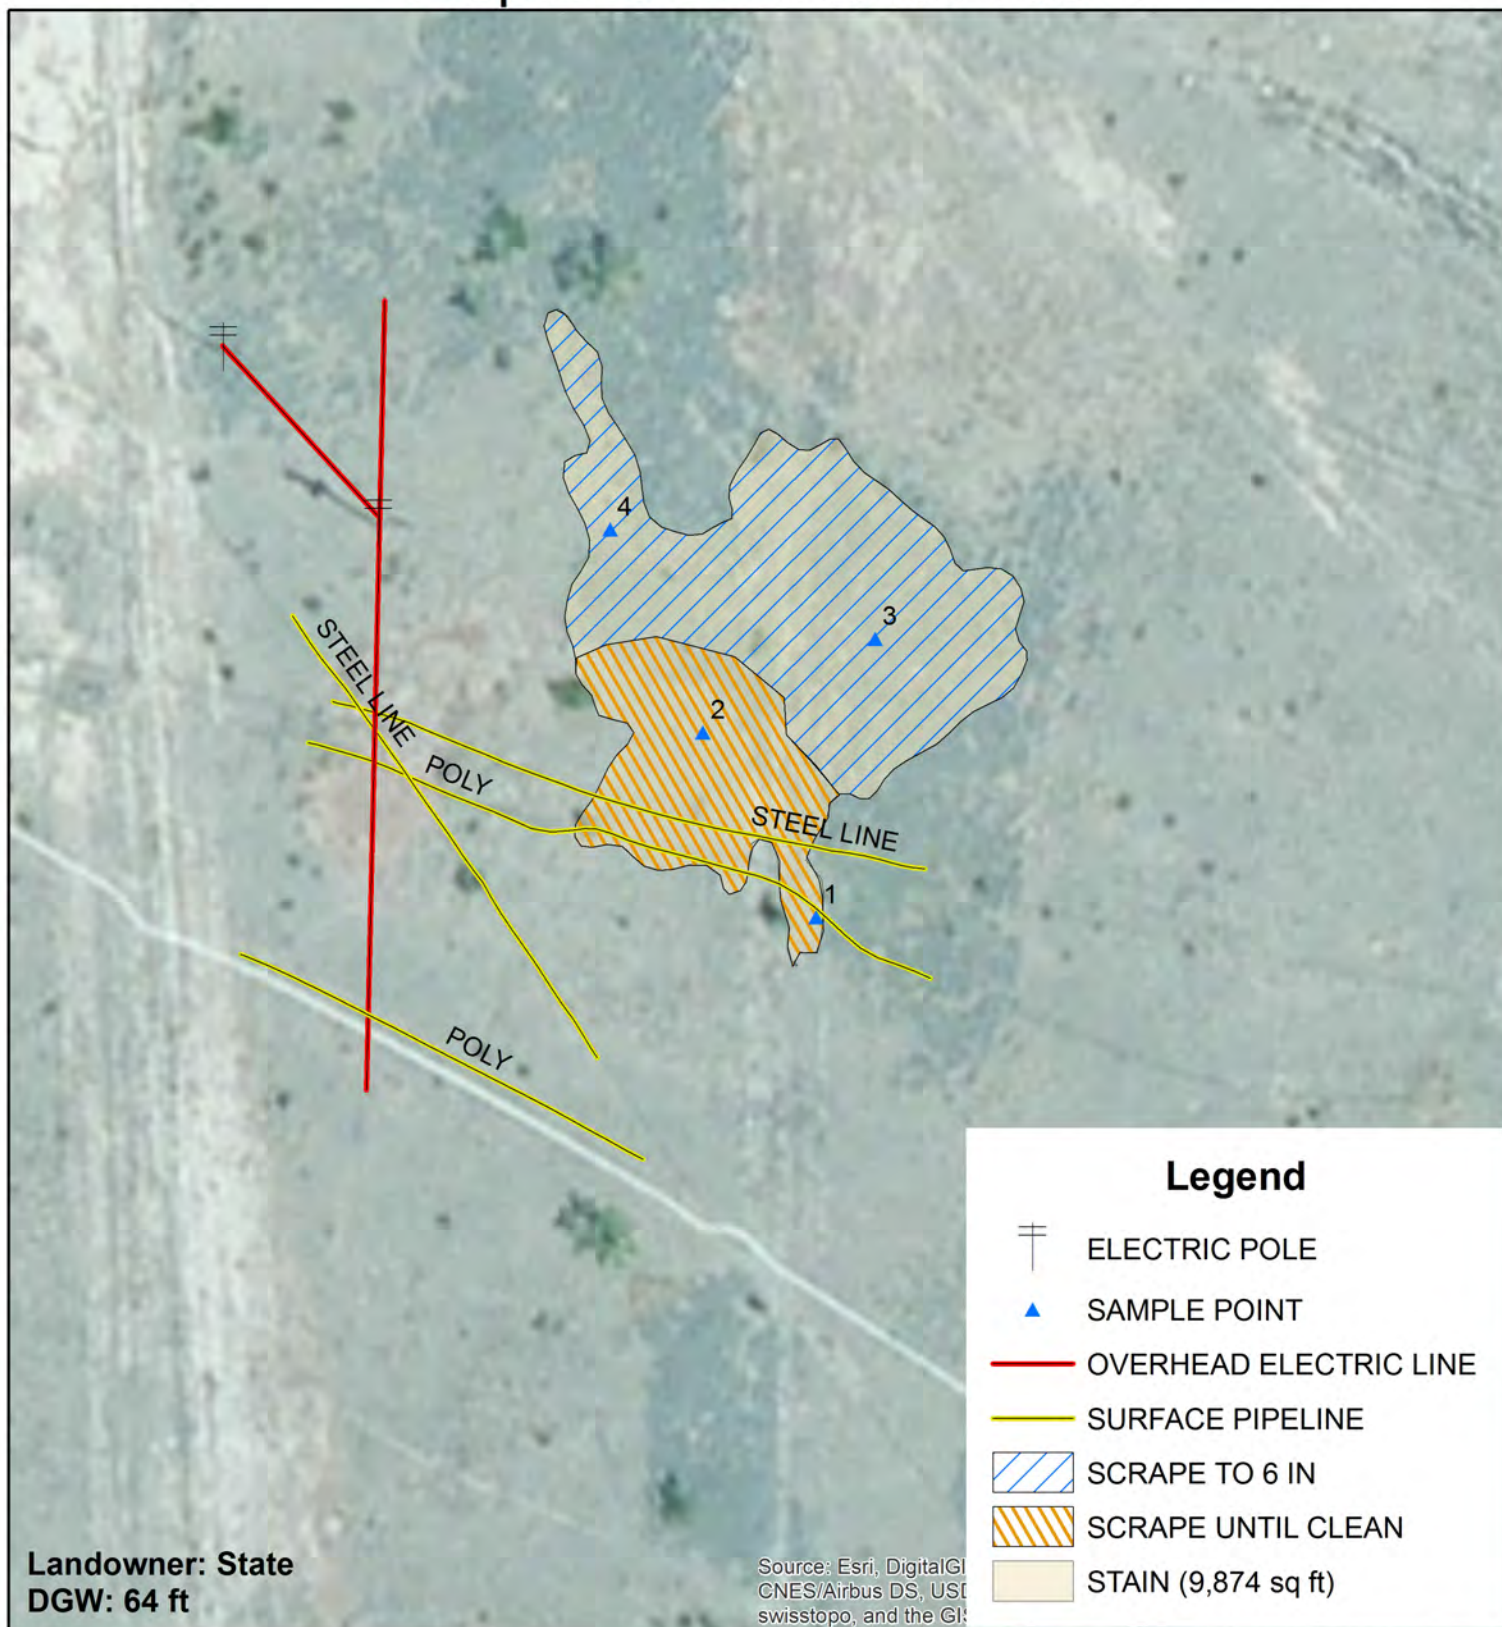 4
3
STEEL LINE
2
POLY
STEEL LINE
1
POLY
Legend
ELECTRIC POLE
SAMPLE POINT
OVERHEAD ELECTRIC LINE
SURFACE PIPELINE
SCRAPE TO 6 IN
SCRAPE UNTIL CLEAN
STAIN (9,874 sq ft)
Landowner: State
DGW: 64 ft
Source: Esri, DigitalGl
CNES/Airbus DS, USD
swisstopo, and the GIS